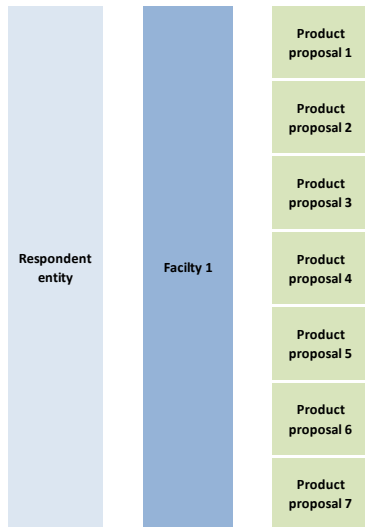 Respondent
entity
Facilty 1
Product
proposal 1
Product
proposal 2
Product
proposal 3
Product
proposal 4
Product
proposal 5
Product
proposal 6
Product
proposal 7